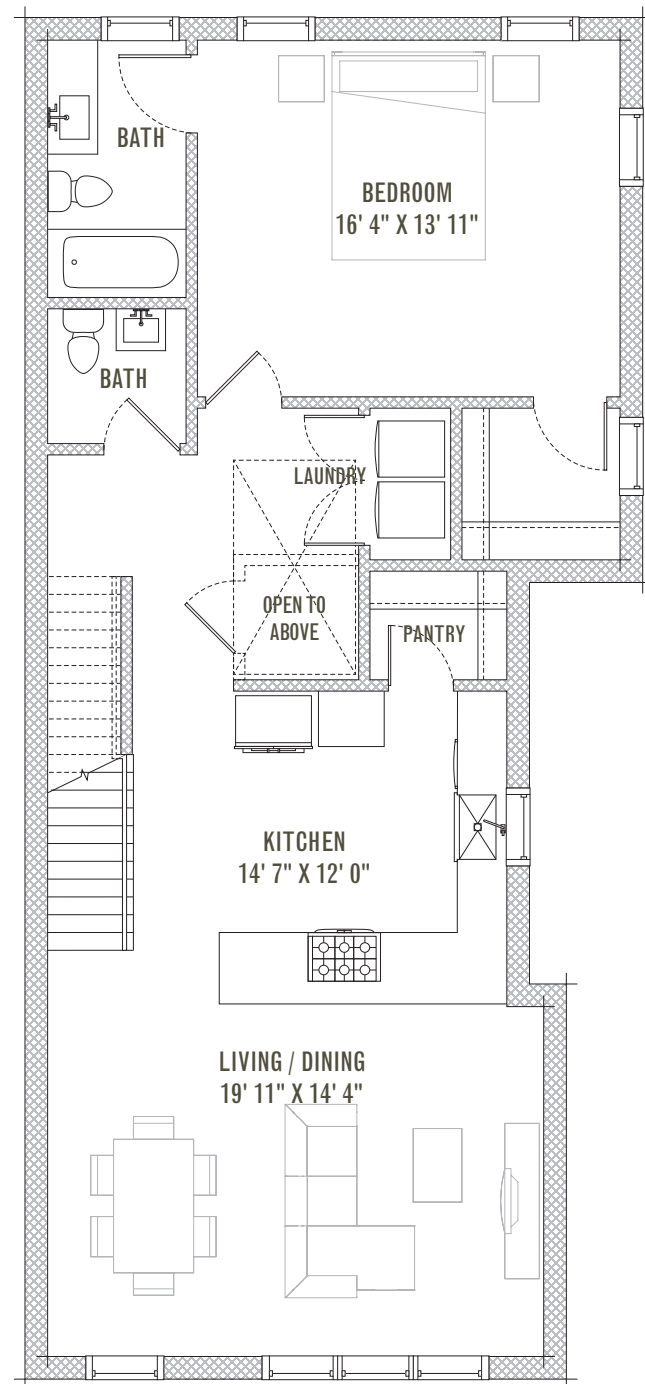 BATH
BEDROOM
16' 4" X 13' 11"
BATH
LAUNDRY
OPEN TO
ABOVE
PANTRY
KITCHEN
14' 7" X 12' 0"
LIVING / DINING
19' 11" X 14' 4"